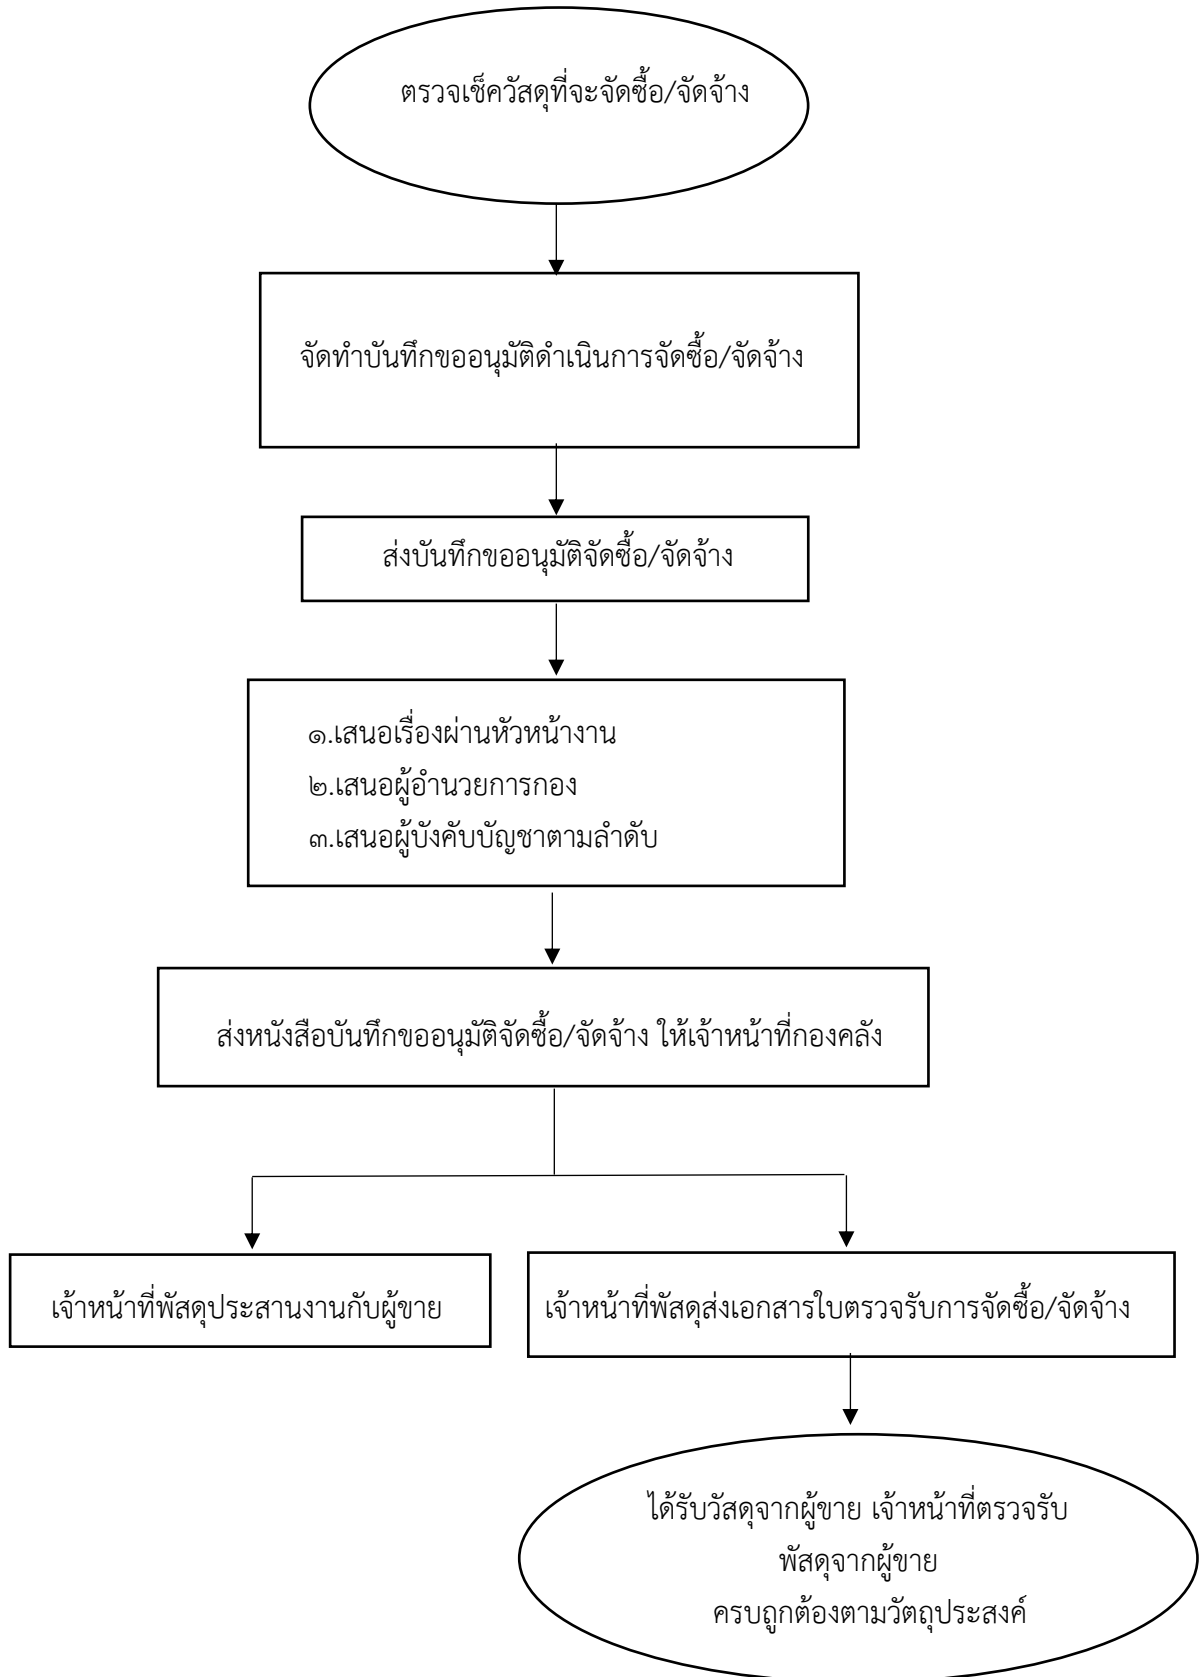 ตรวจเช็ควัสดุที่จะจัดซื้อ/จัดจ้าง
จัดทำบันทึกขออนุมัติดำเนินการจัดซื้อ/จัดจ้าง
ส่งบันทึกขออนุมัติจัดซื้อ/จัดจ้าง
๑.เสนอเรื่องผ่านหัวหน้างาน
๒.เสนอผู้อำนวยการกอง
๓.เสนอผู้บังคับบัญชาตามลำดับ
ส่งหนังสือบันทึกขออนุมัติจัดซื้อ/จัดจ้าง ให้เจ้าหน้าที่กองคลัง
เจ้าหน้าที่พัสดุประสานงานกับผู้ขาย
เจ้าหน้าที่พัสดุส่งเอกสารใบตรวจรับการจัดซื้อ/จัดจ้าง
ได้รับวัสดุจากผู้ขาย เจ้าหน้าที่ตรวจรับ
พัสดุจากผู้ขาย
ครบถูกต้องตามวัตถุประสงค์